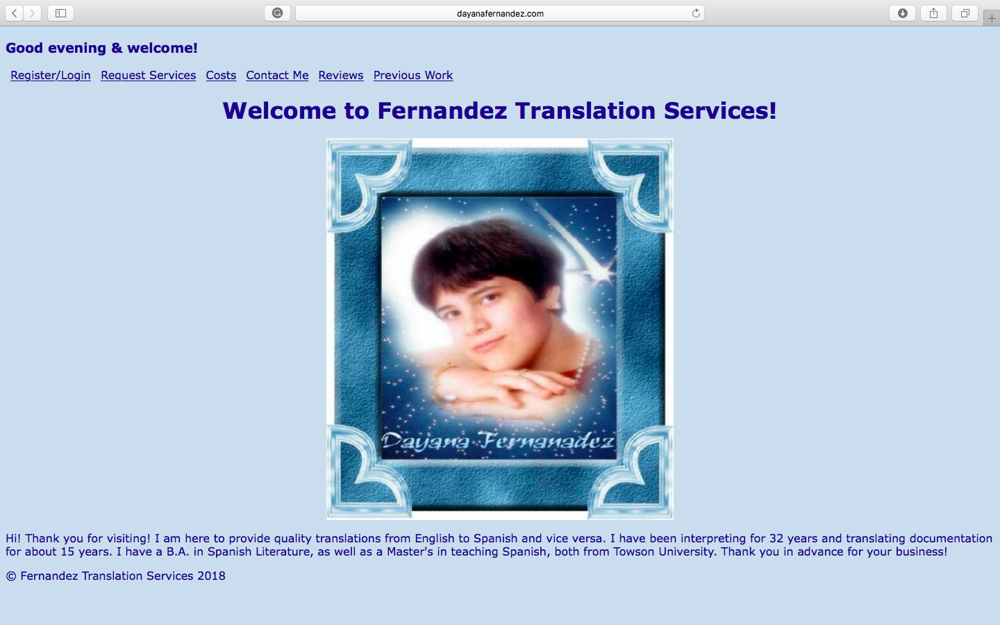 dayanafernandez.com
Good evening & welcome!
Register/Login Request Services Costs Contact Me Reviews Previous Work
Welcome to Fernandez Translation Services!
Dayana Fernanadez
Hi! Thank you for visiting! I am here to provide quality translations from English to Spanish and vice versa. I have been interpreting for 32 years and translating documentation
for about 15 years. I have a B.A. in Spanish Literature, as well as a Master's in teaching Spanish, both from Towson University. Thank you in advance for your business!
© Fernandez Translation Services 2018